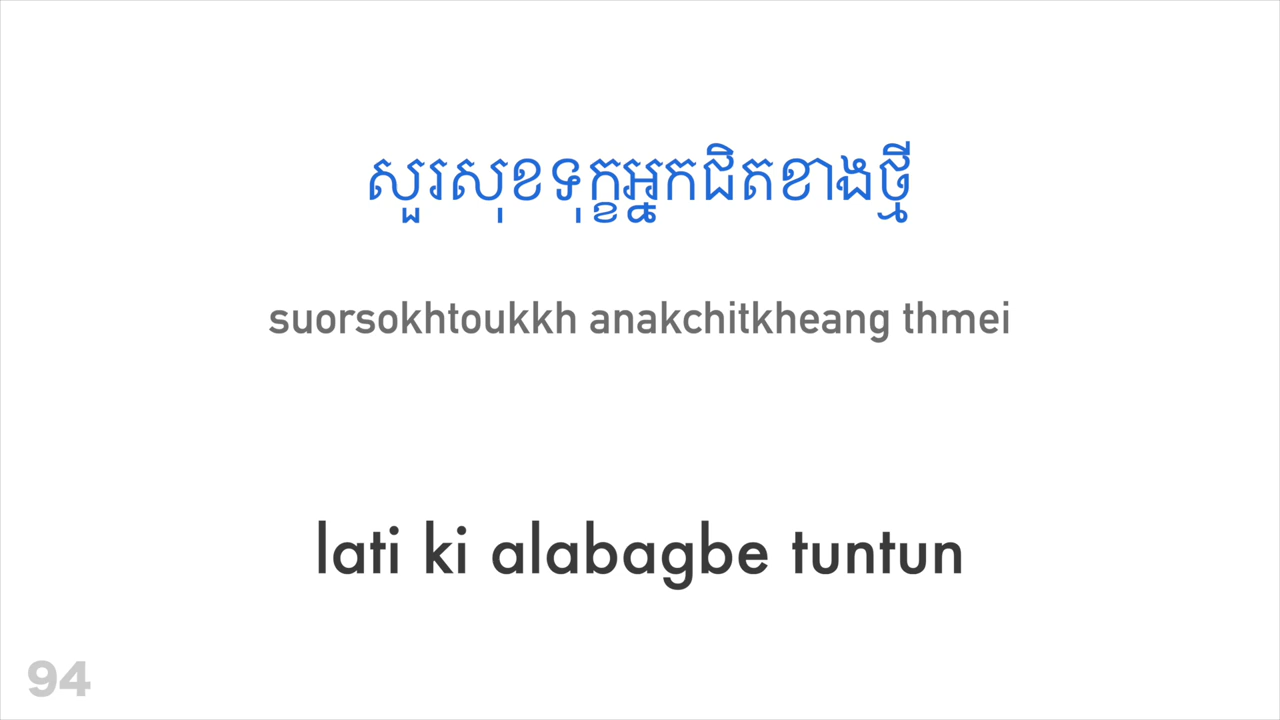 សួរសុខទុក្ខអ្នកជិតខាងថ្មី
suorsokhtoukkh anakchitkheang thmei
lati ki alabagbe tuntun
94